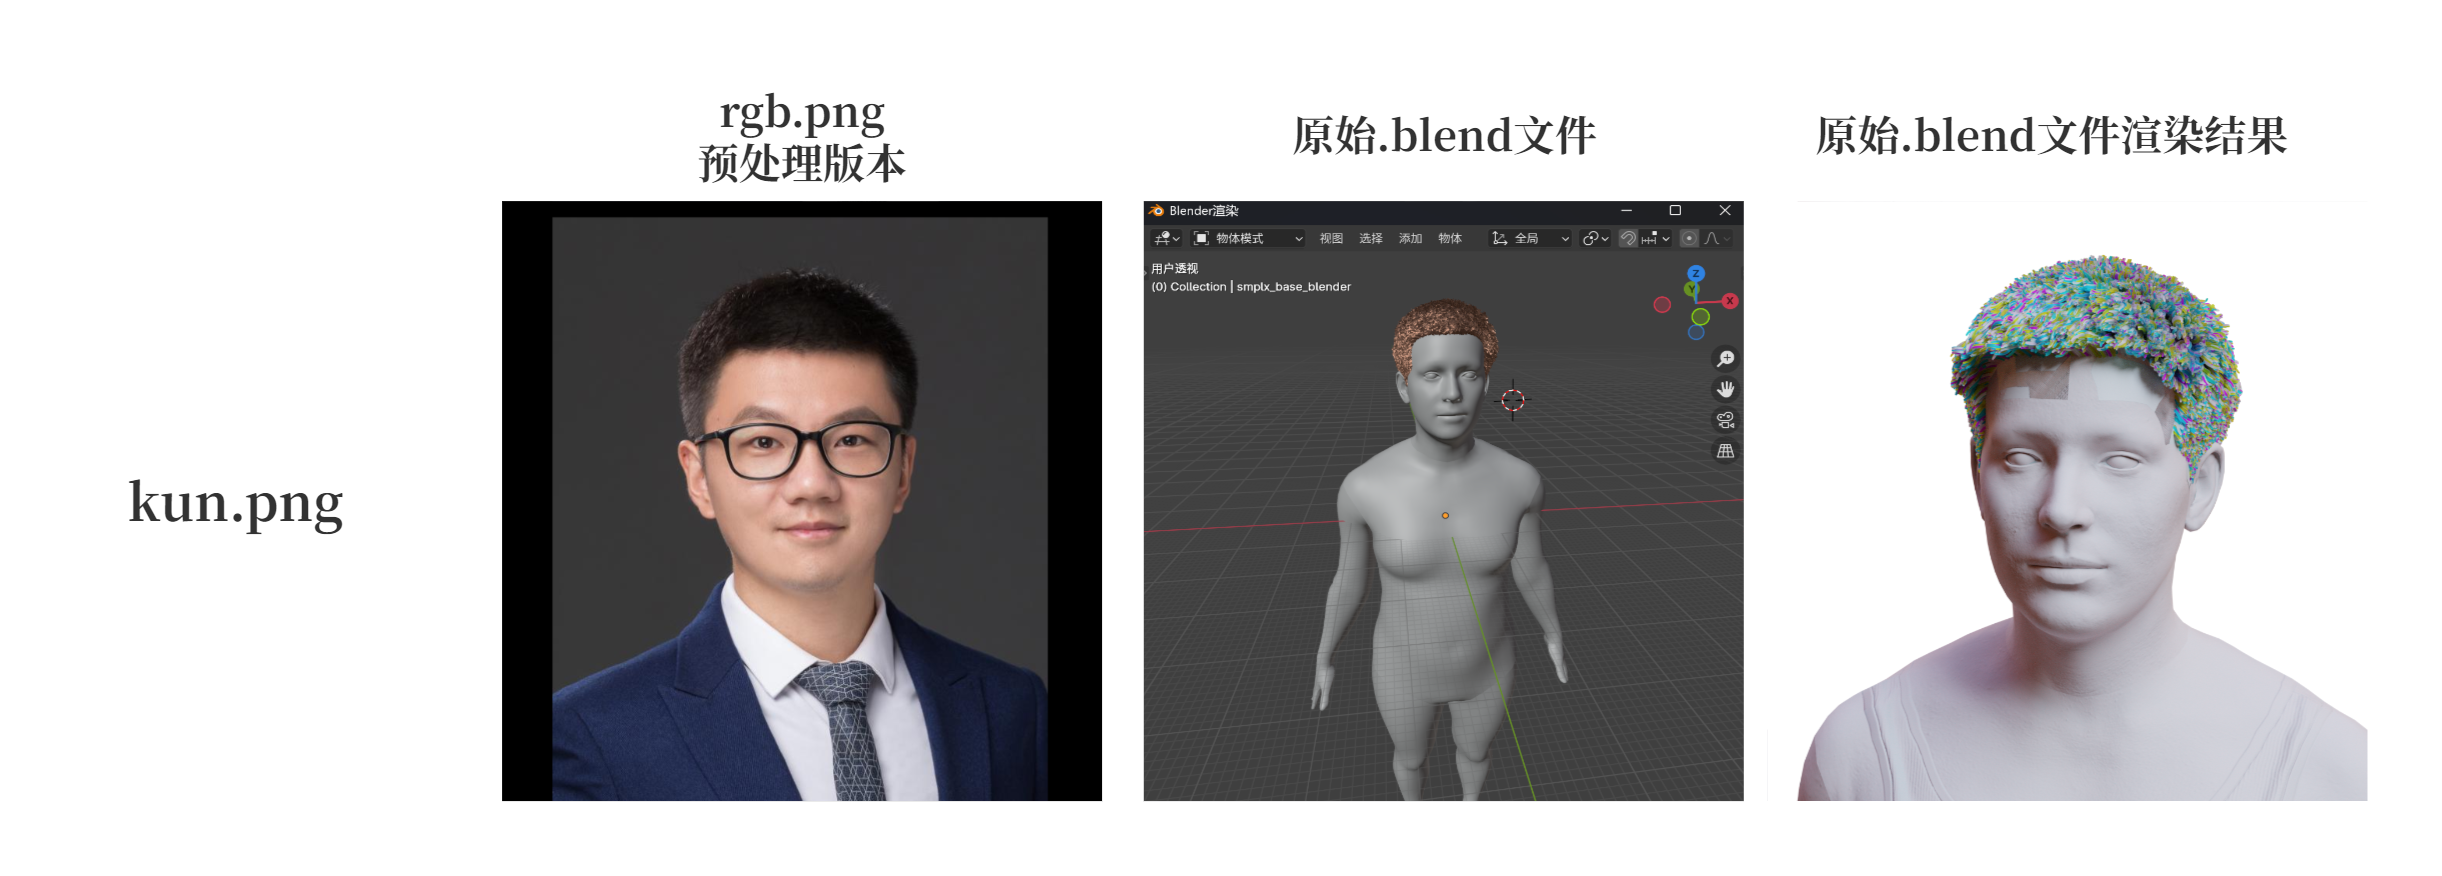 rgb.png
预处理版本
原始.blend文件
原始.blend文件渲染结果
kun.png
Blender渲染
物体模式 视图 选择 添加 物体 全局
用户透视
(0) Collection | smplx_base_blender
Z
Y
X